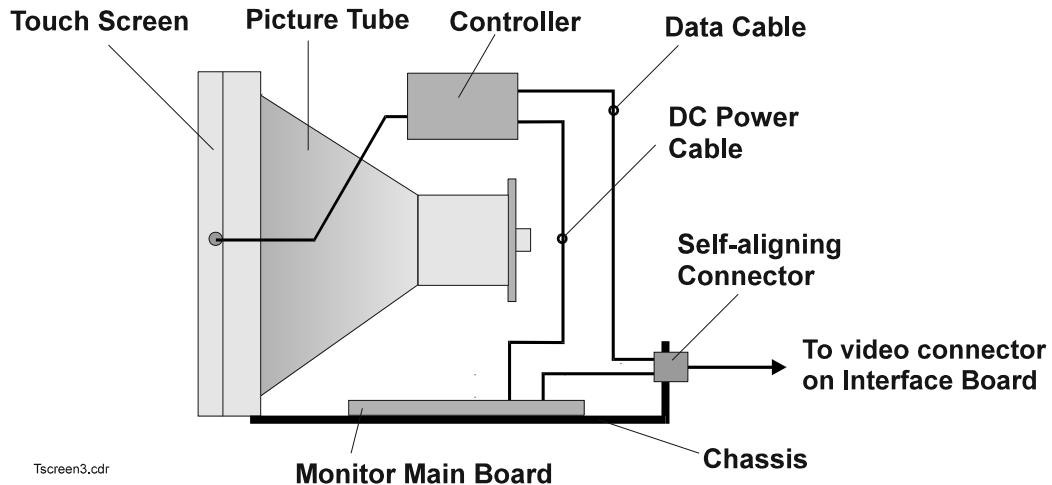 Touch Screen
Picture Tube
Controller
Data Cable
DC Power
Cable
Self-aligning
Connector
To video connector
on Interface Board
Chassis
Monitor Main Board
Tscreen3.cdr